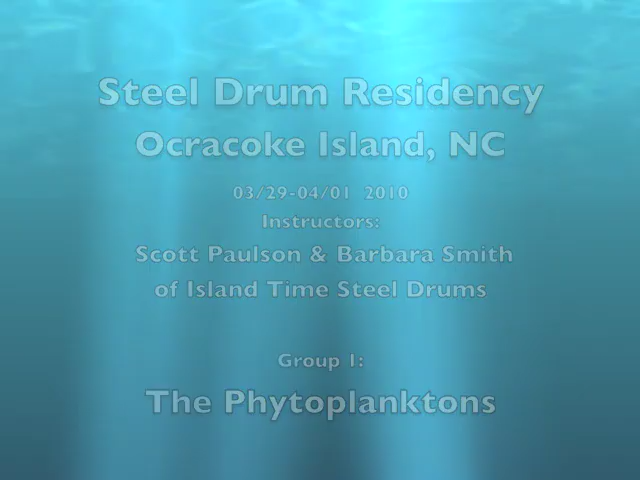 Steel Drum Residency
Ocracoke Island, NC
03/29-04/01 2010
Instructors:
Scott Paulson & Barbara Smith
of Island Time Steel Drums
Group 1:
The Phytoplanktons